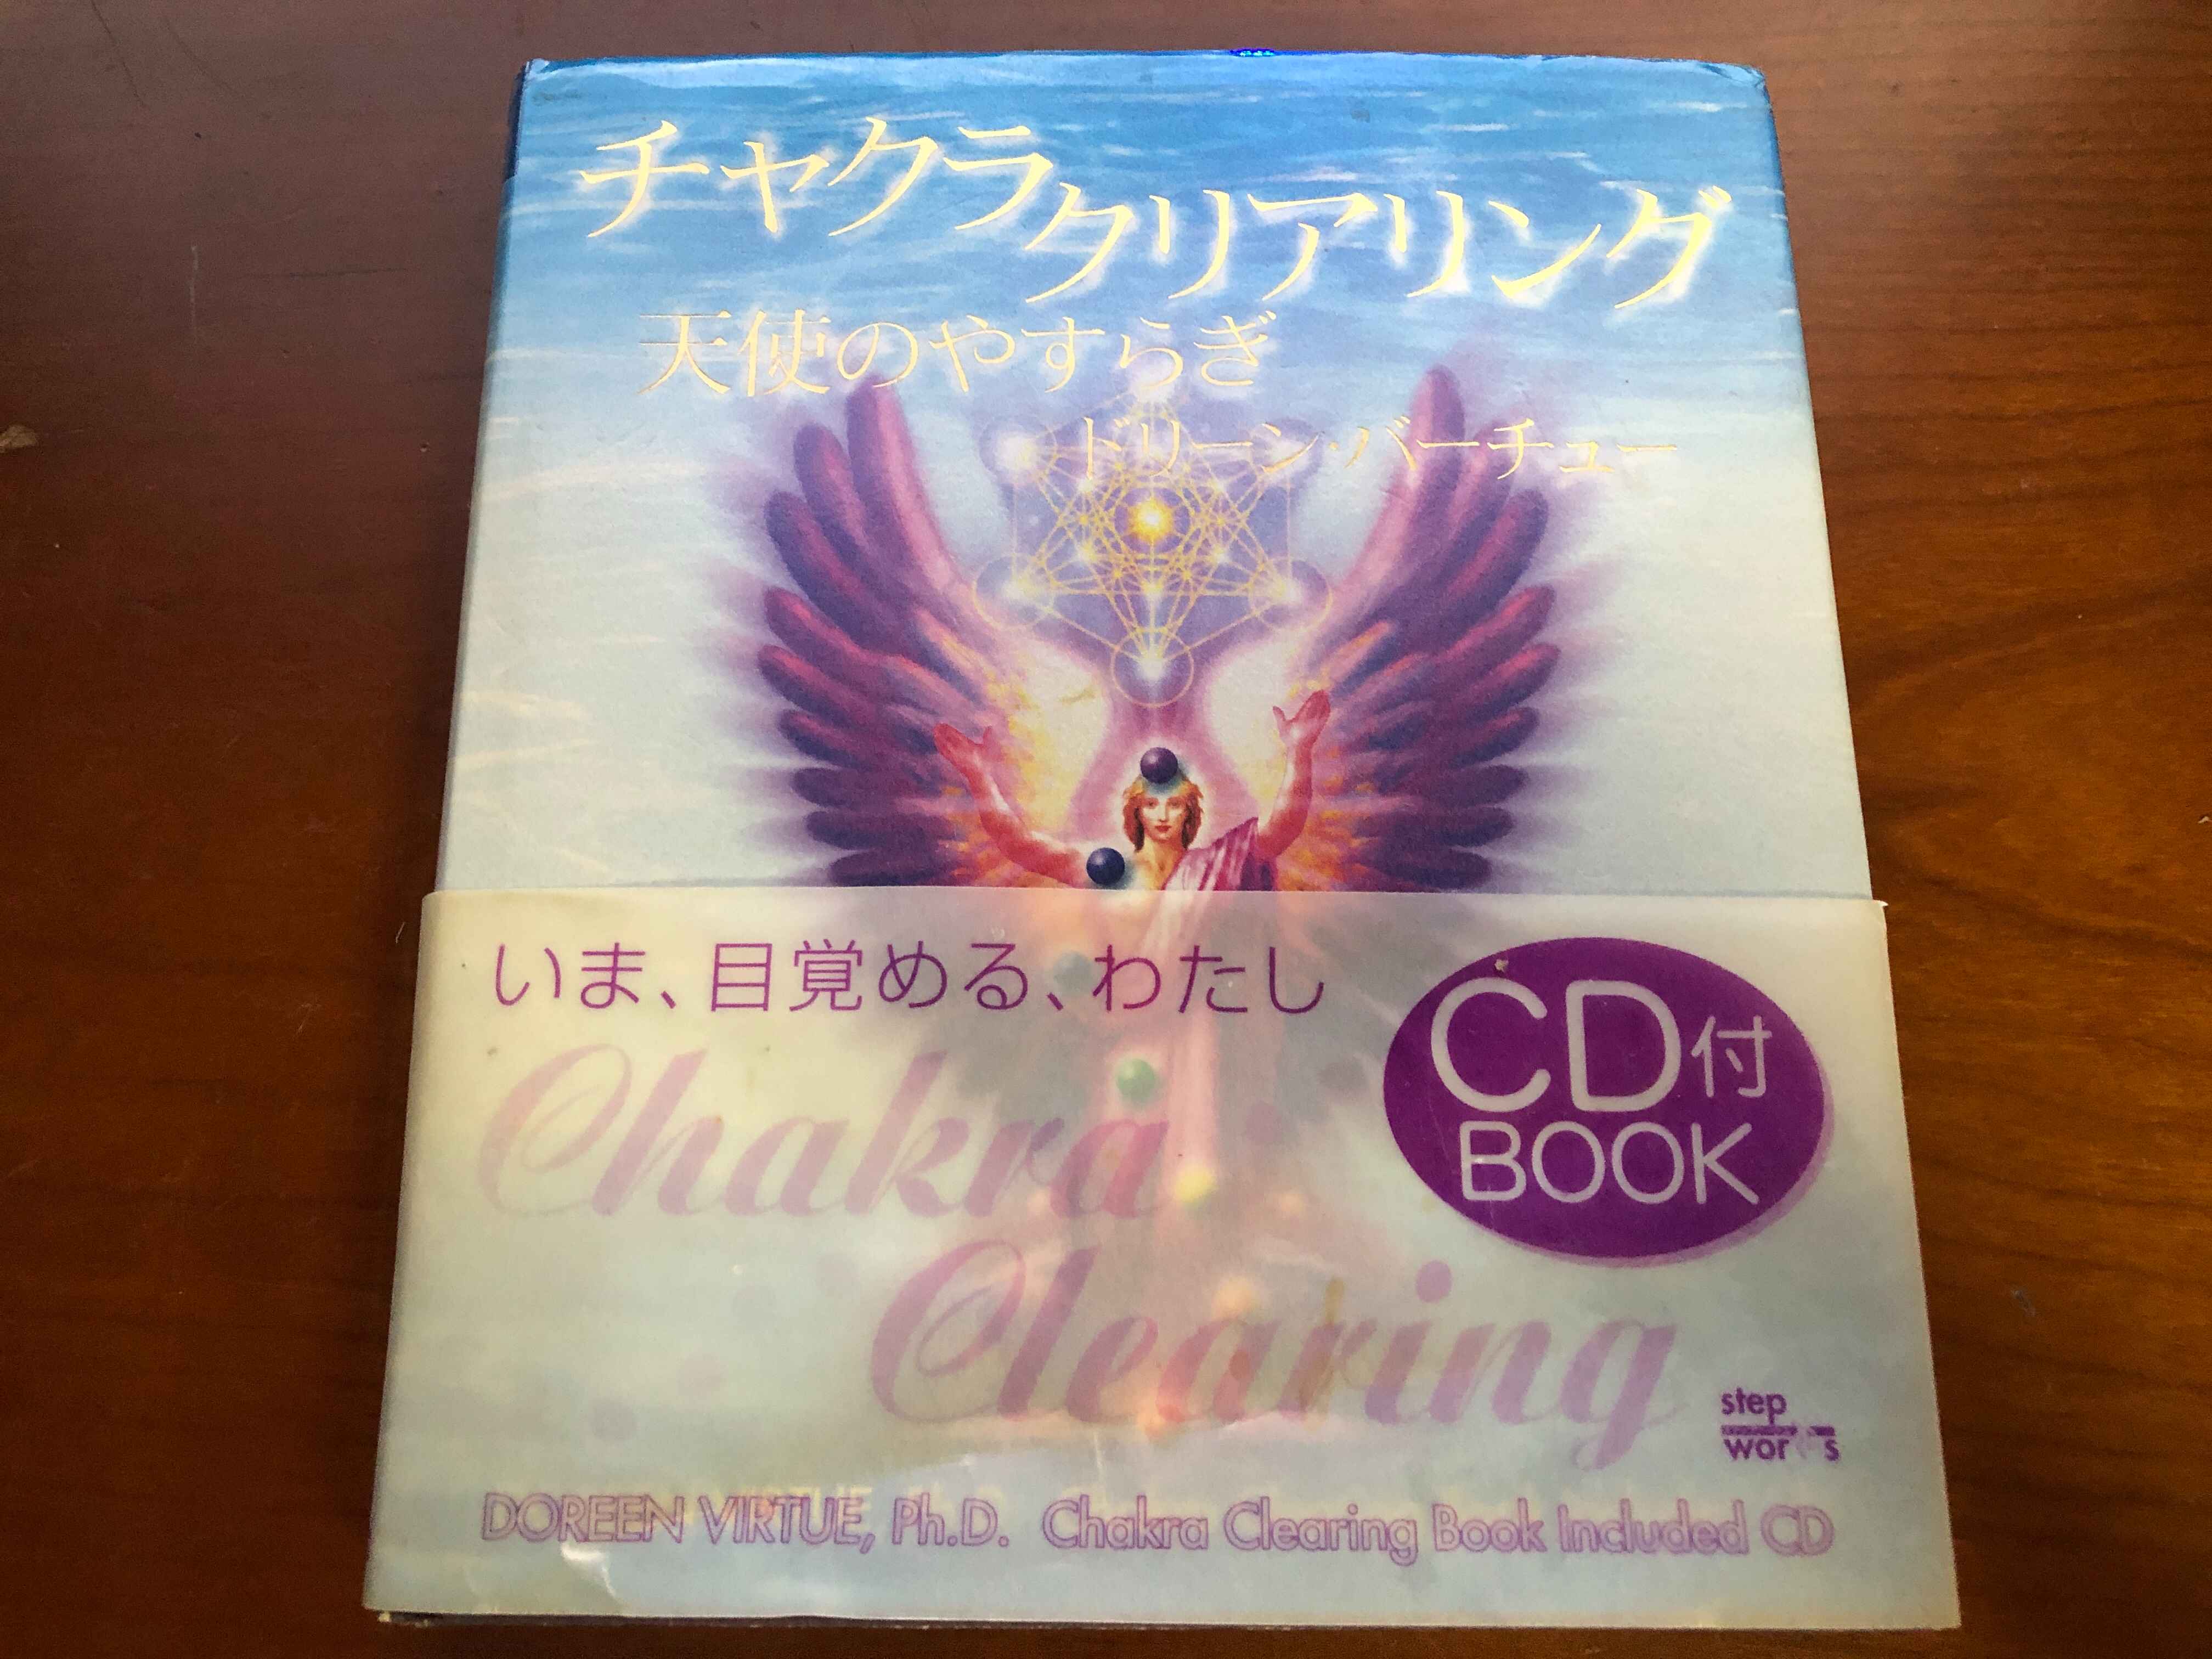 チャクラ
クリアリング
天使のやすらぎ
ドリーン・バーチュー
いま、目覚める、わたし
CD付
BOOK
Chakra
Clearing
step
works
DOREEN VIRTUE, Ph.D. Chakra Clearing Book Included CD